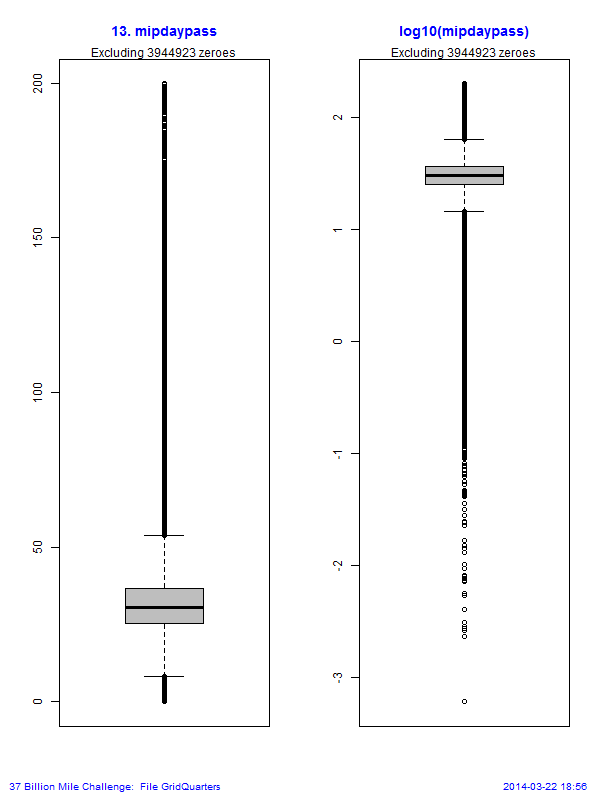 13. mipdaypass
Excluding 3944923 zeroes
200
150
100
50
0
log10(mipdaypass)
Excluding 3944923 zeroes
2
1
0
-1
-2
-3
37 Billion Mile Challenge: File GridQuarters
2014-03-22 18:56